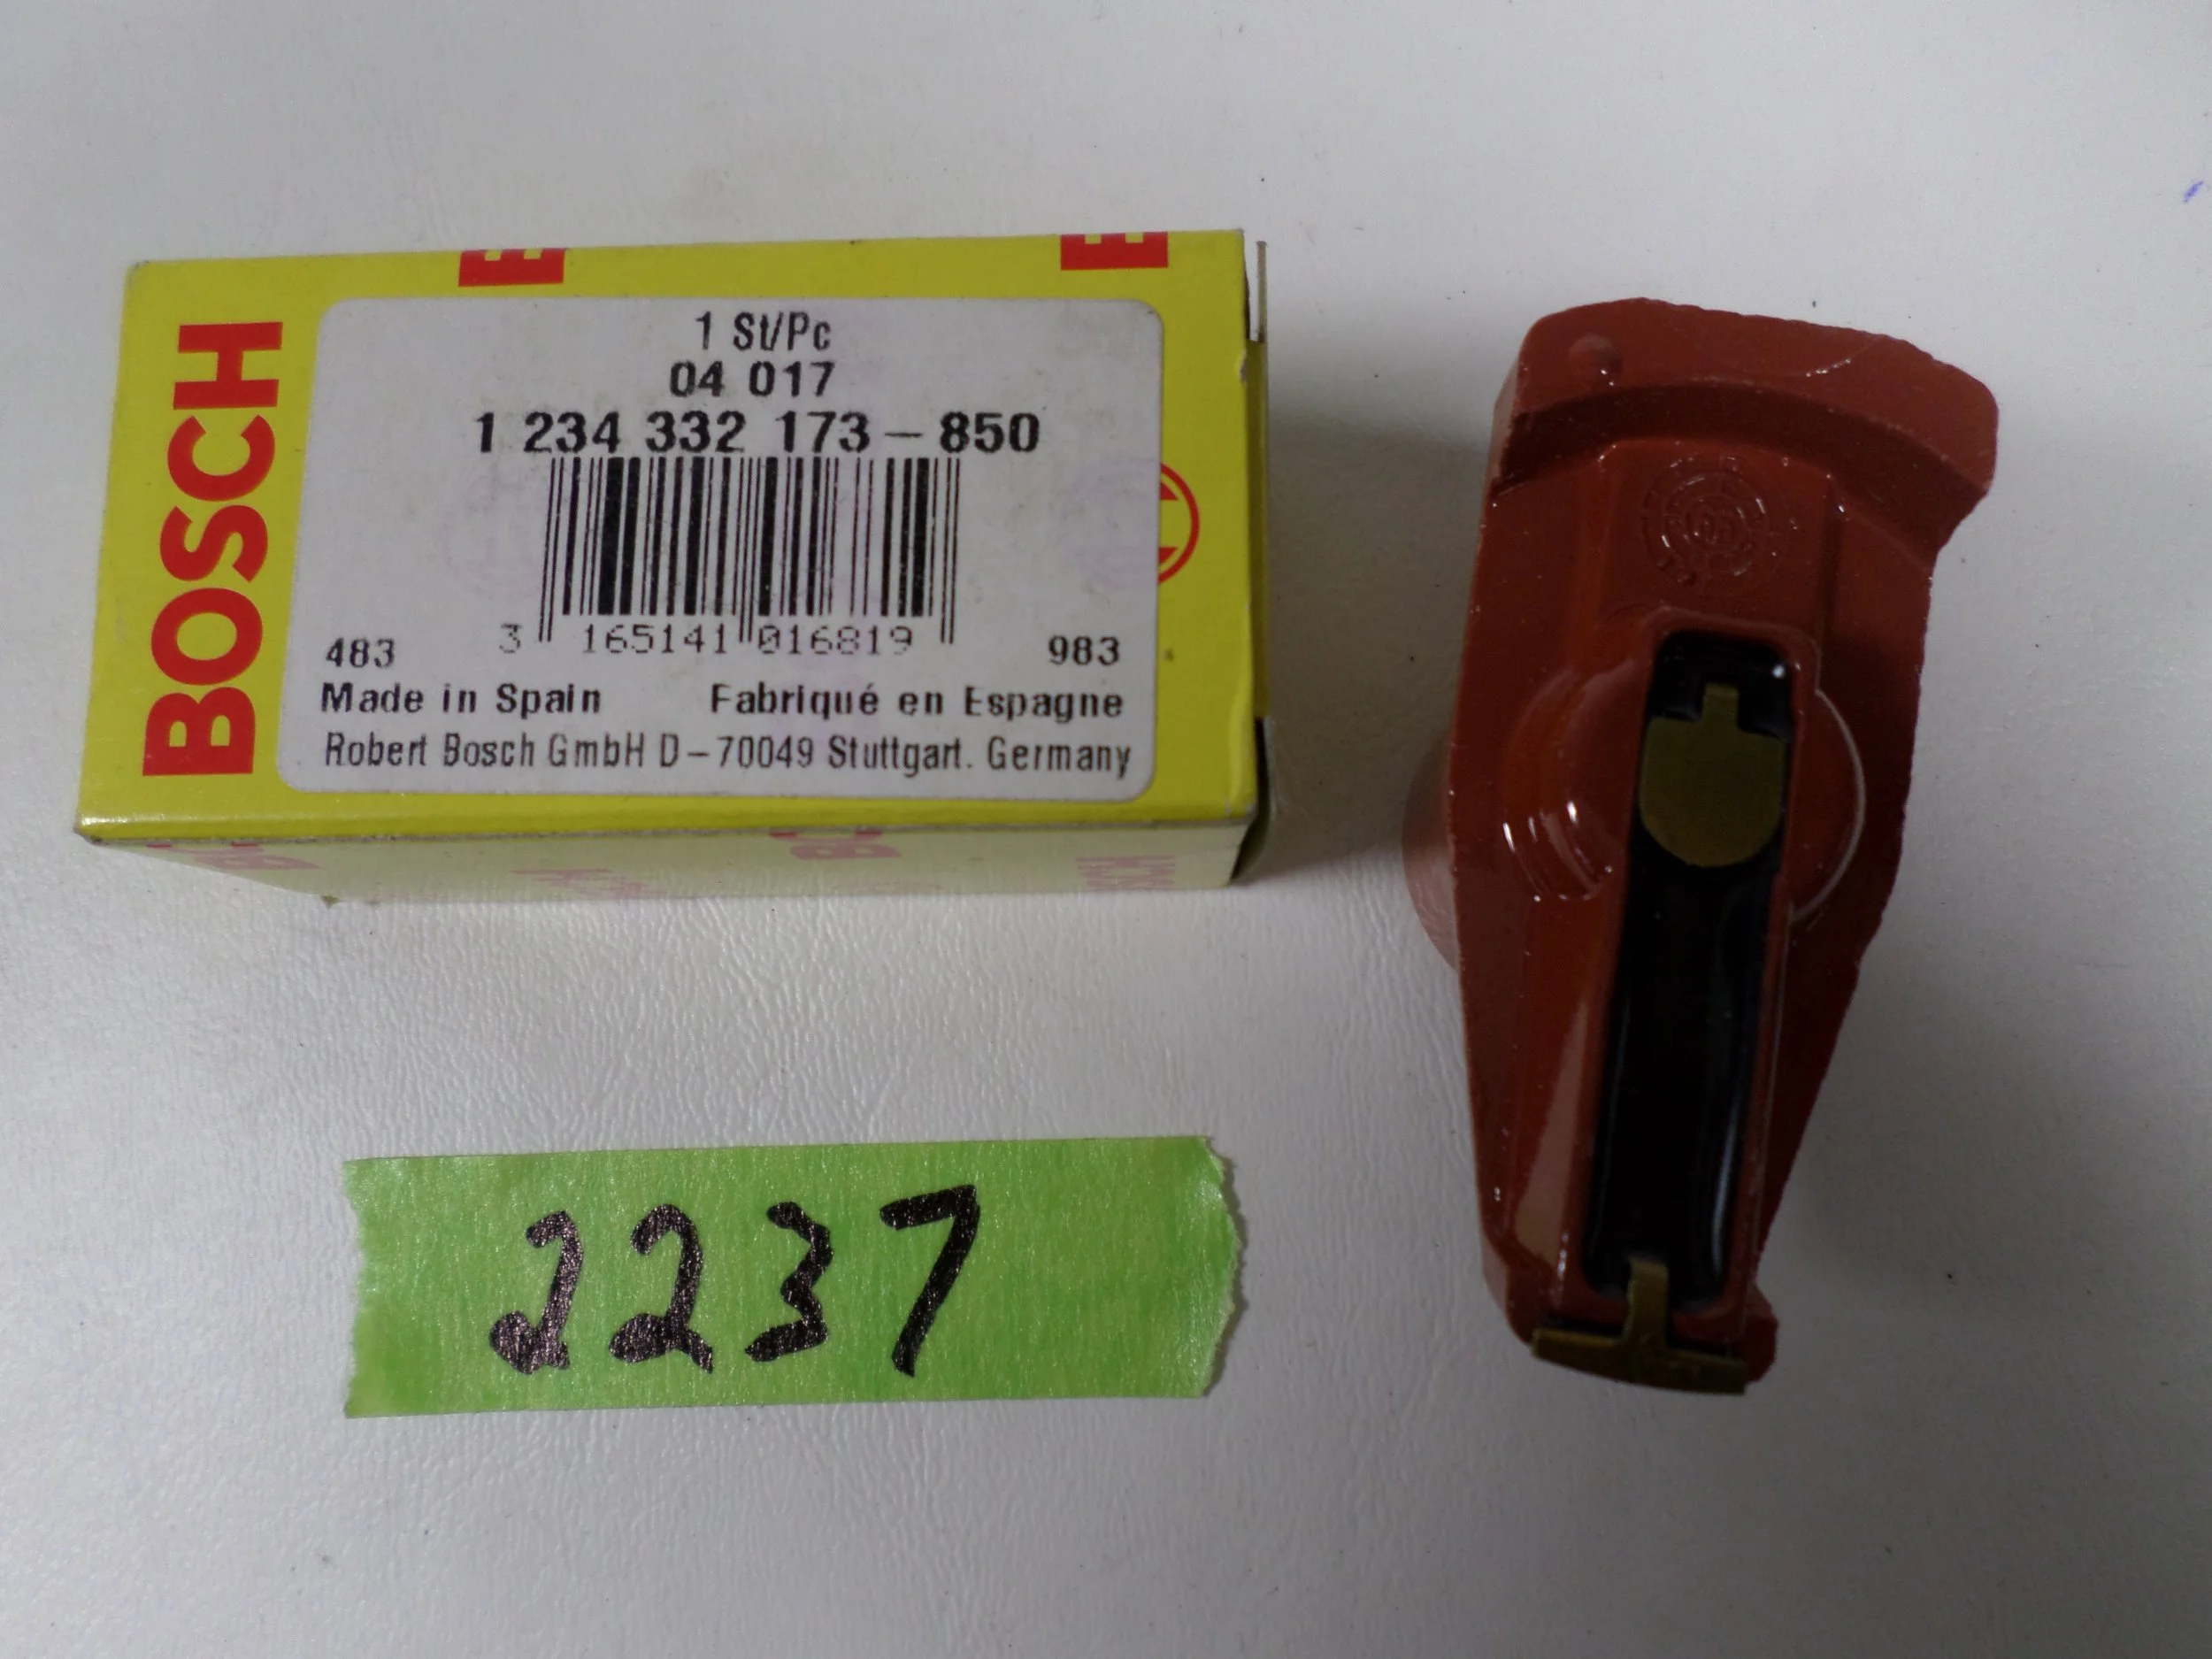 BOSCH
1 St/Pc
04 017
1 234 332 173-850
3 165141 016819
483 983
Made in Spain Fabriqué en Espagne
Robert Bosch GmbH D-70049 Stuttgart. Germany
2237